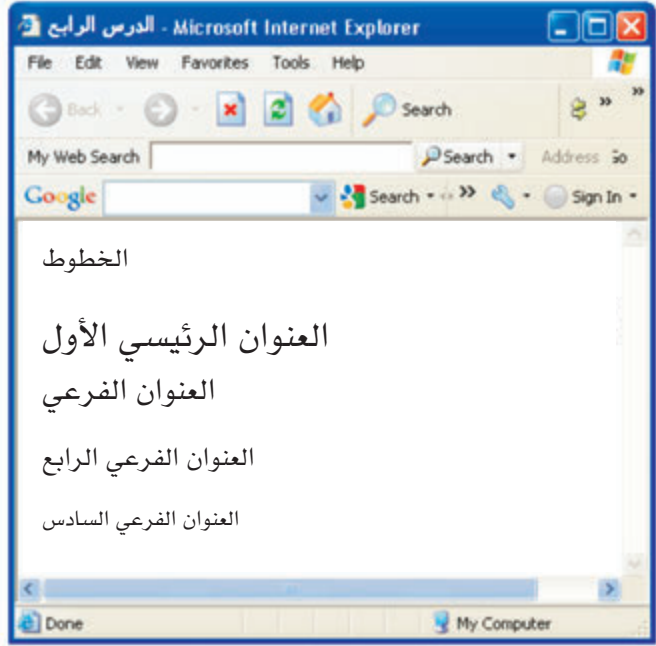 الدرس الرابع - Microsoft Internet Explorer
File Edit View Favorites Tools Help
Back Search »
»
My Web Search Search Address Go
Google Search » Sign In
الخطوط
العنوان الرئيسي الأول
العنوان الفرعي
العنوان الفرعي الرابع
العنوان الفرعي السادس
Done My Computer